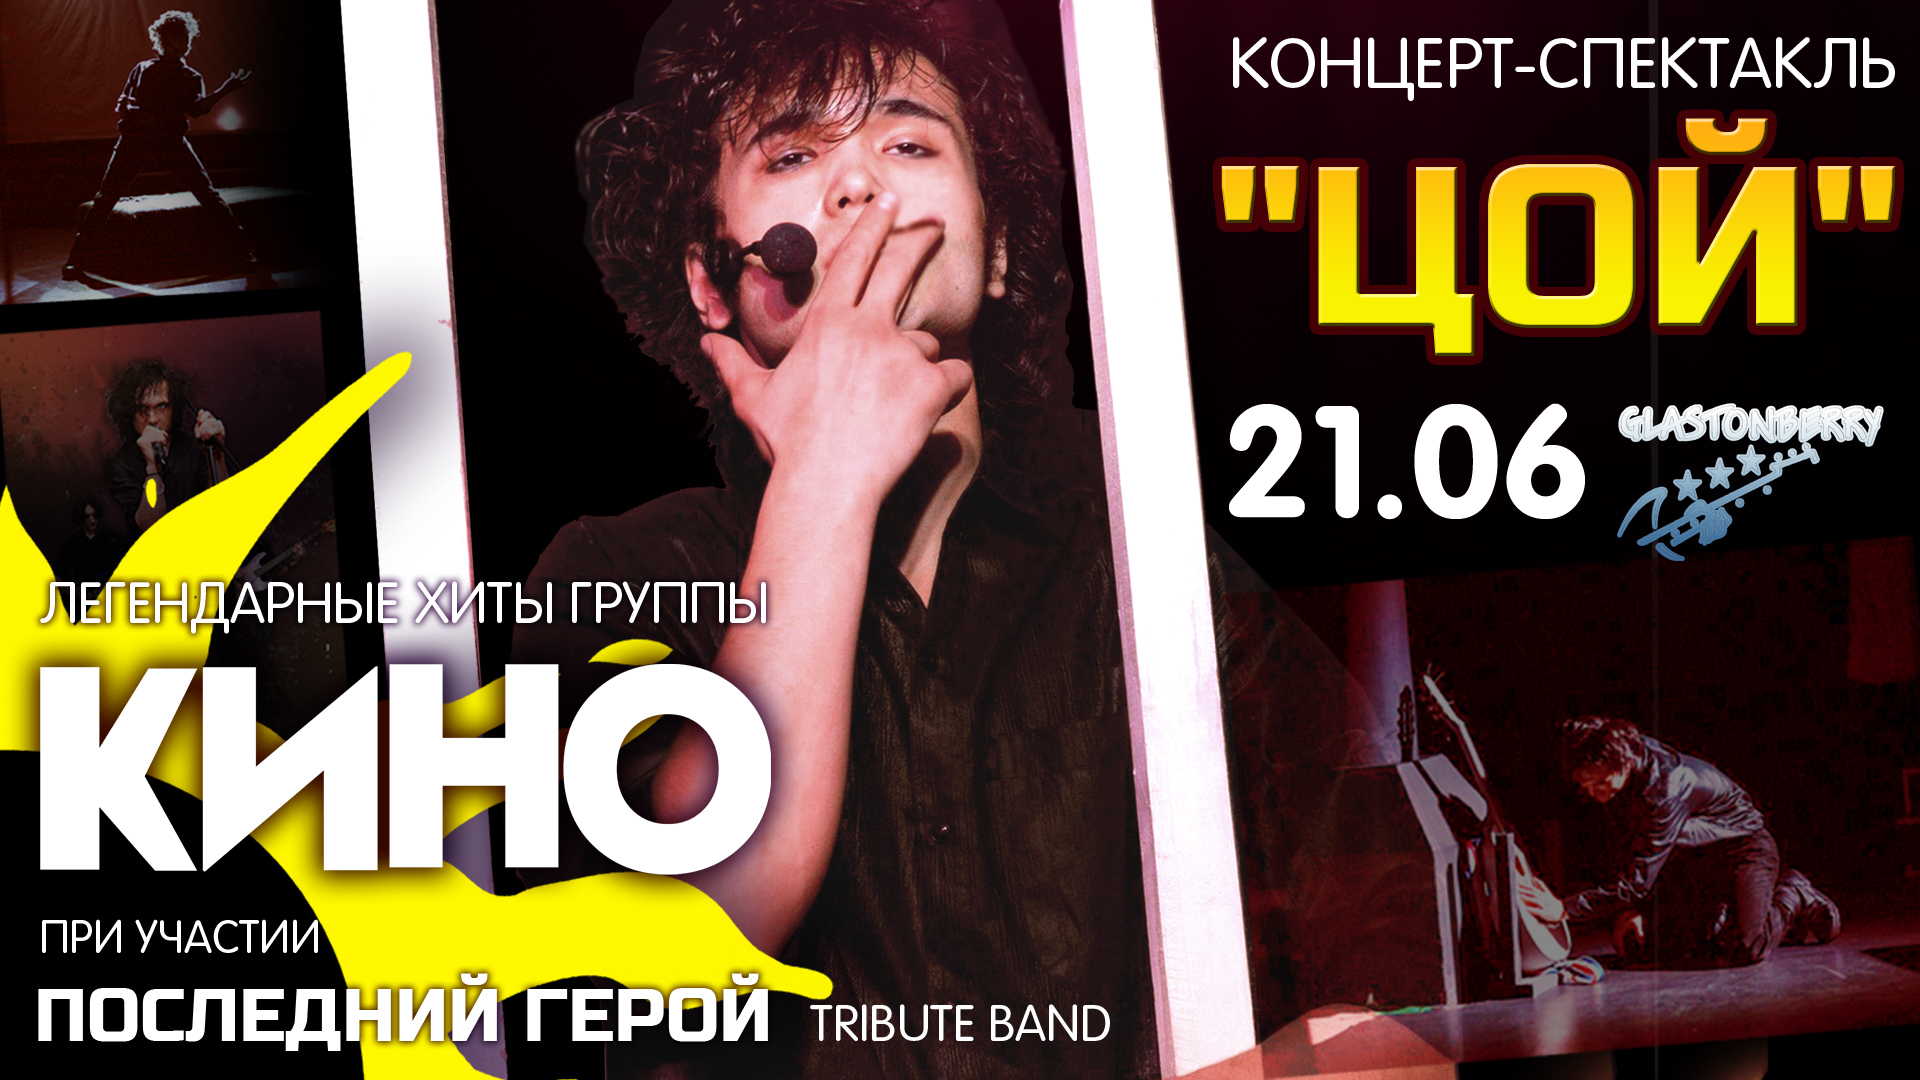 КОНЦЕРТ-СПЕКТАКЛЬ
"ЦОЙ"
21.06
GLASTONBERRY
ЛЕГЕНДАРНЫЕ ХИТЫ ГРУППЫ
КИНО
ПРИ УЧАСТИИ
ПОСЛЕДНИЙ ГЕРОЙ TRIBUTE BAND